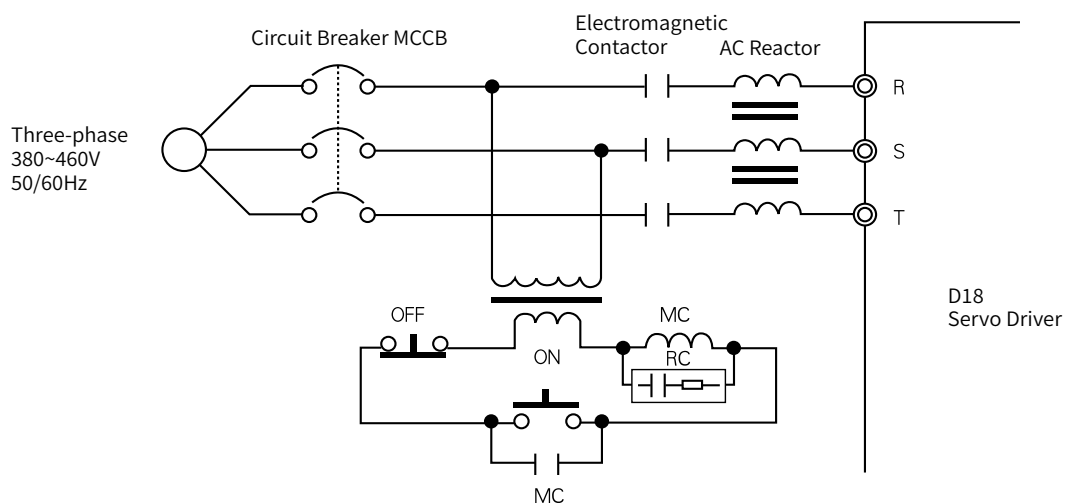 Circuit Breaker MCCB
Electromagnetic
Contactor
AC Reactor
R
Three-phase
380~460V
50/60Hz
S
T
D18
Servo Driver
OFF
MC
ON
RC
MC